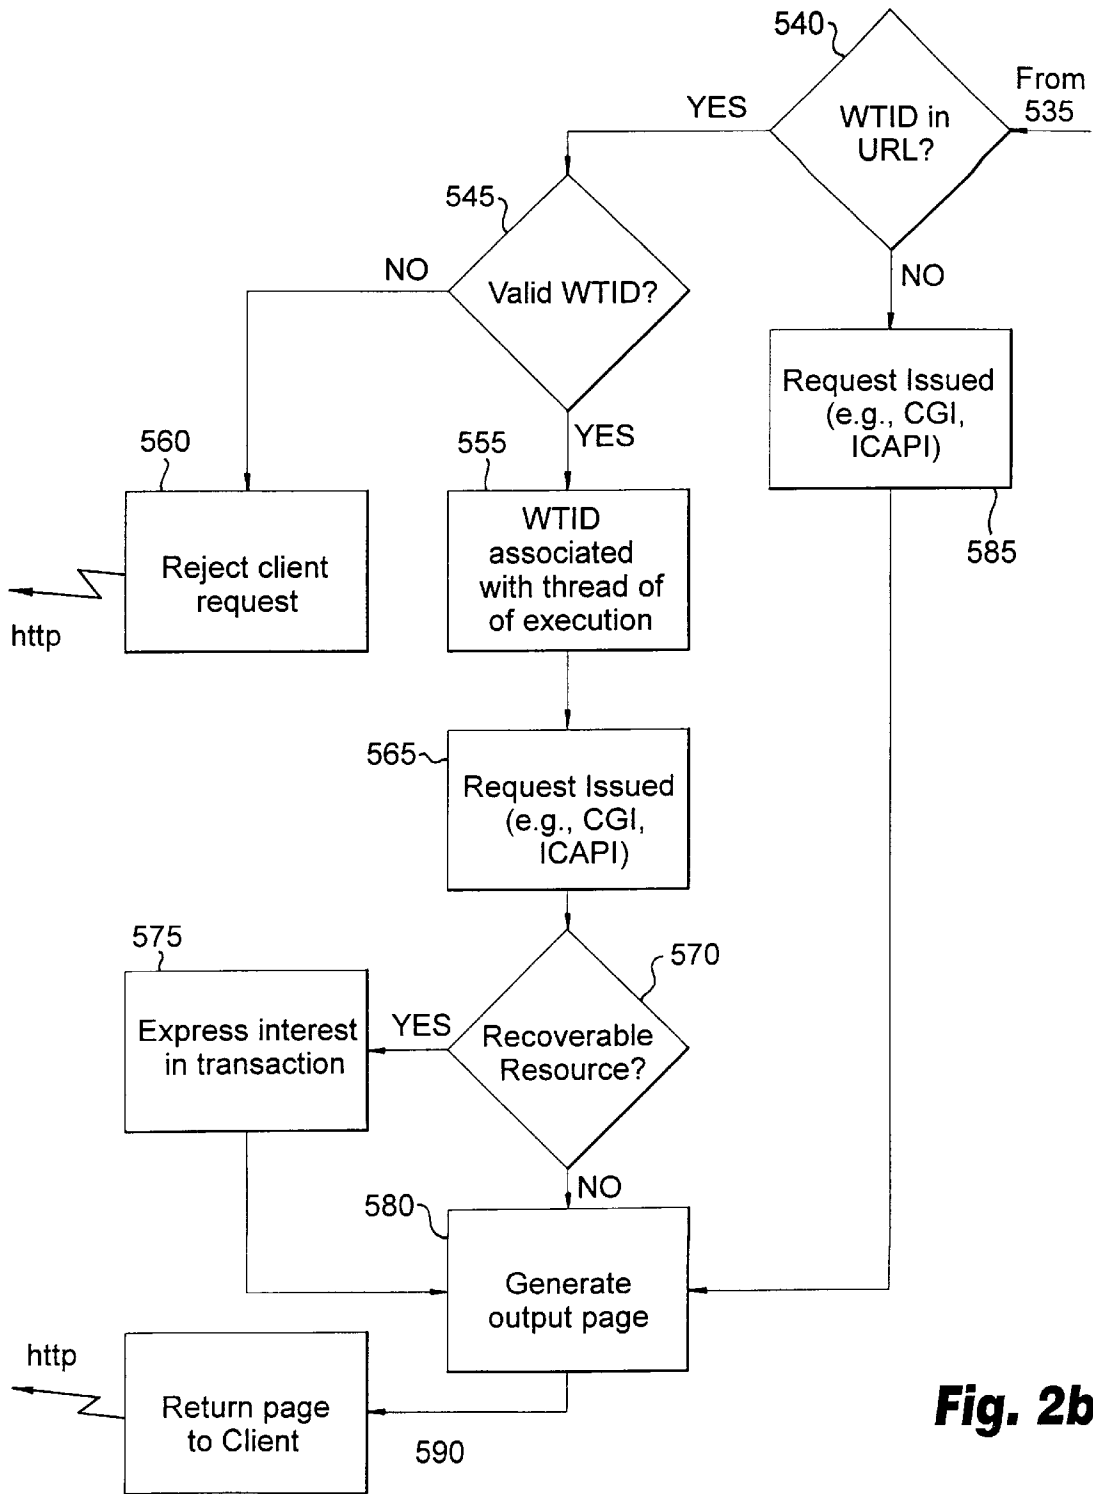 540
From
535
YES
WTID in
URL?
545
NO
Valid WTID?
NO
Request Issued
(e.g., CGI,
ICAPI)
585
560
555
YES
Reject client
request
http
WTID
associated
with thread of
of execution
565
Request Issued
(e.g., CGI,
ICAPI)
575
570
Express interest
in transaction
YES
Recoverable
Resource?
NO
580
Generate
output page
http
Return page
to Client
590
Fig. 2b